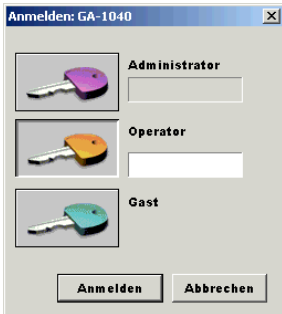 Anmelden: GA-1040
Administrator
Operator
Gast
Anmelden
Abbrechen